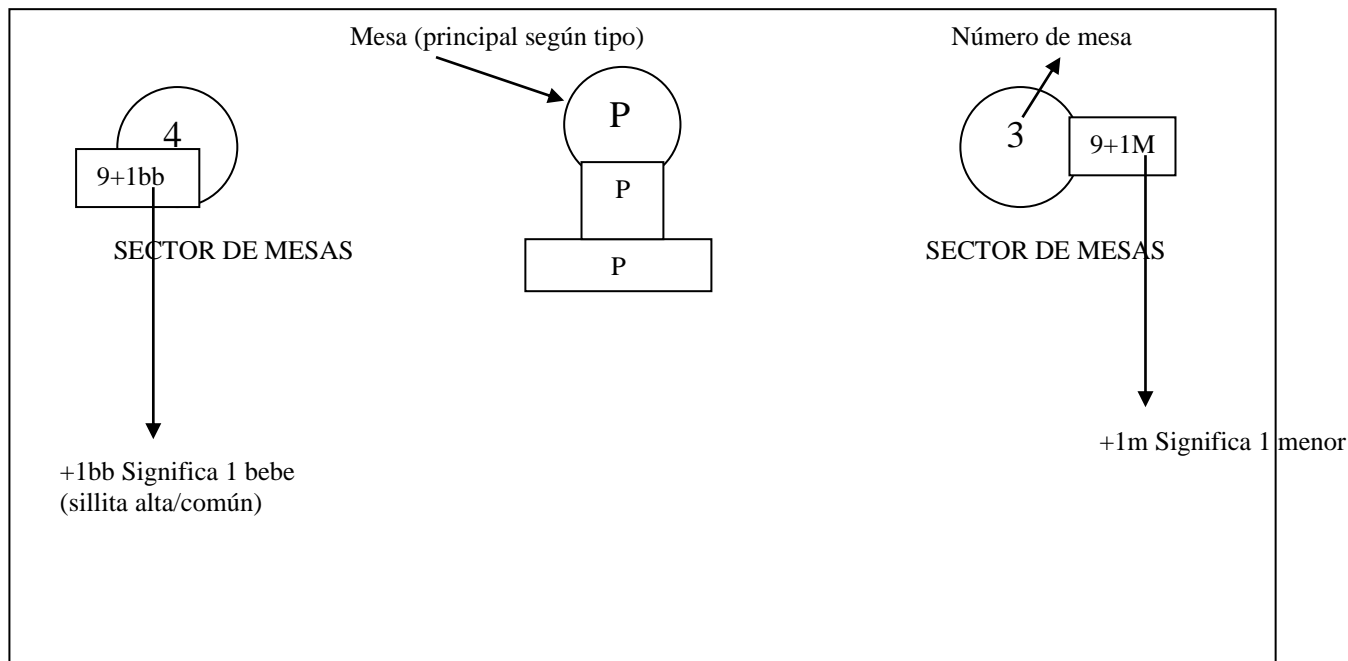 Mesa (principal según tipo)
Número de mesa
4
P
3
9+1bb
P
9+1M
SECTOR DE MESAS
SECTOR DE MESAS
P
+1bb Significa 1 bebe
(sillita alta/común)
+1m Significa 1 menor